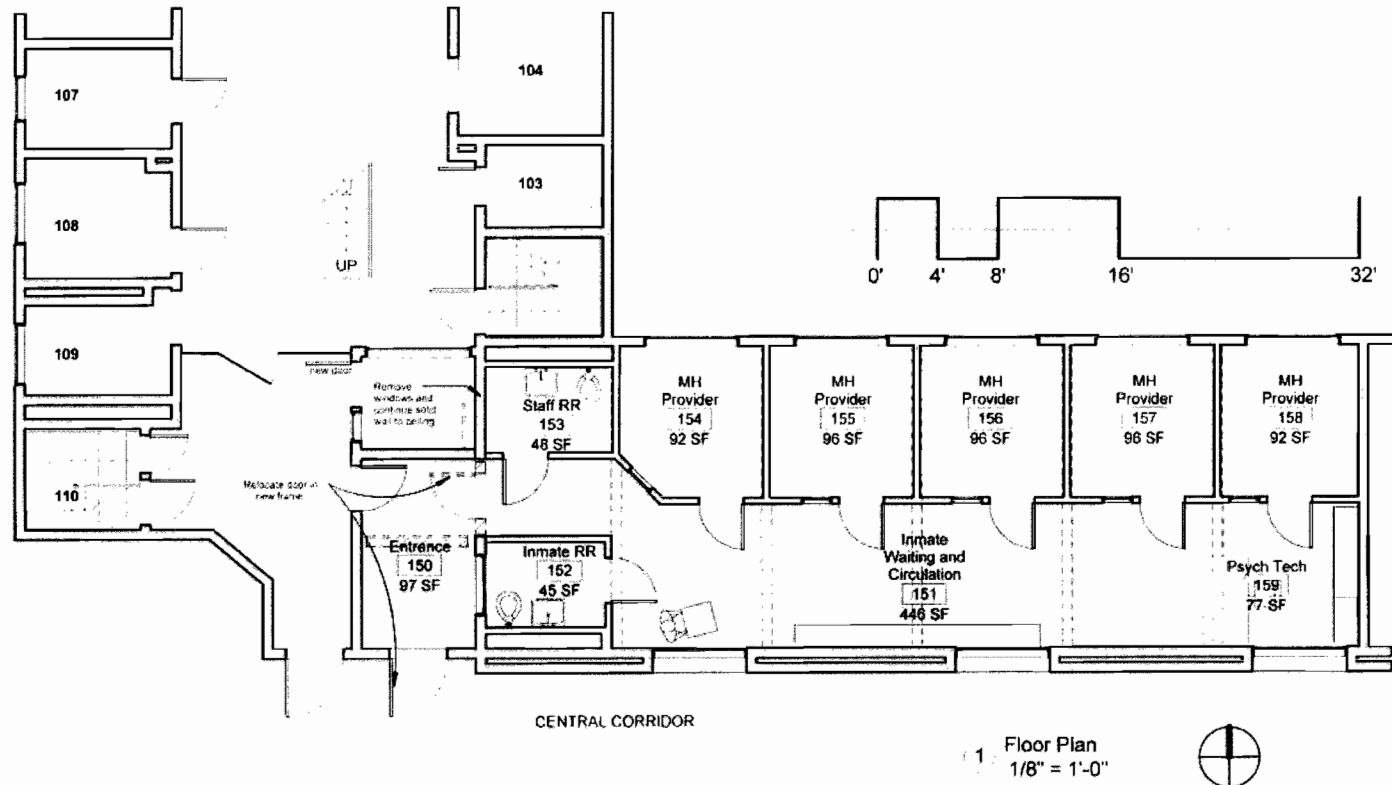 107
104
103
108
UP
0'
4'
8'
16'
32'
109
new door
Remove
windows and
continue solid
wall to ceiling
Staff RR
153
48 SF
MH
Provider
154
92 SF
MH
Provider
155
96 SF
MH
Provider
156
96 SF
MH
Provider
157
96 SF
MH
Provider
158
92 SF
110
Relocate door in
new frame
Entrance
150
97 SF
Inmate RR
152
45 SF
Inmate
Waiting and
Circulation
151
446 SF
Psych Tech
159
77 SF
CENTRAL CORRIDOR
1
Floor Plan
1/8" = 1'-0"